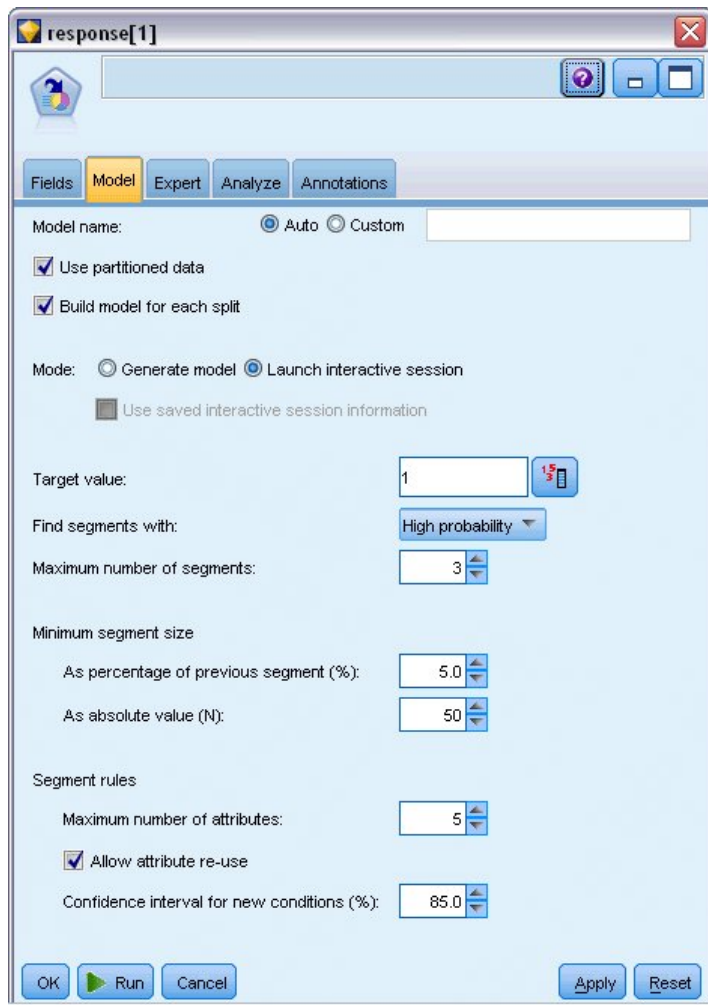 response[1]
Fields Model Expert Analyze Annotations
Model name: Auto Custom
Use partitioned data
Build model for each split
Mode: Generate model Launch interactive session
Use saved interactive session information
Target value: 1
Find segments with: High probability
Maximum number of segments: 3
Minimum segment size
As percentage of previous segment (%): 5.0
As absolute value (N): 50
Segment rules
Maximum number of attributes: 5
Allow attribute re-use
Confidence interval for new conditions (%): 85.0
OK Run Cancel Apply Reset